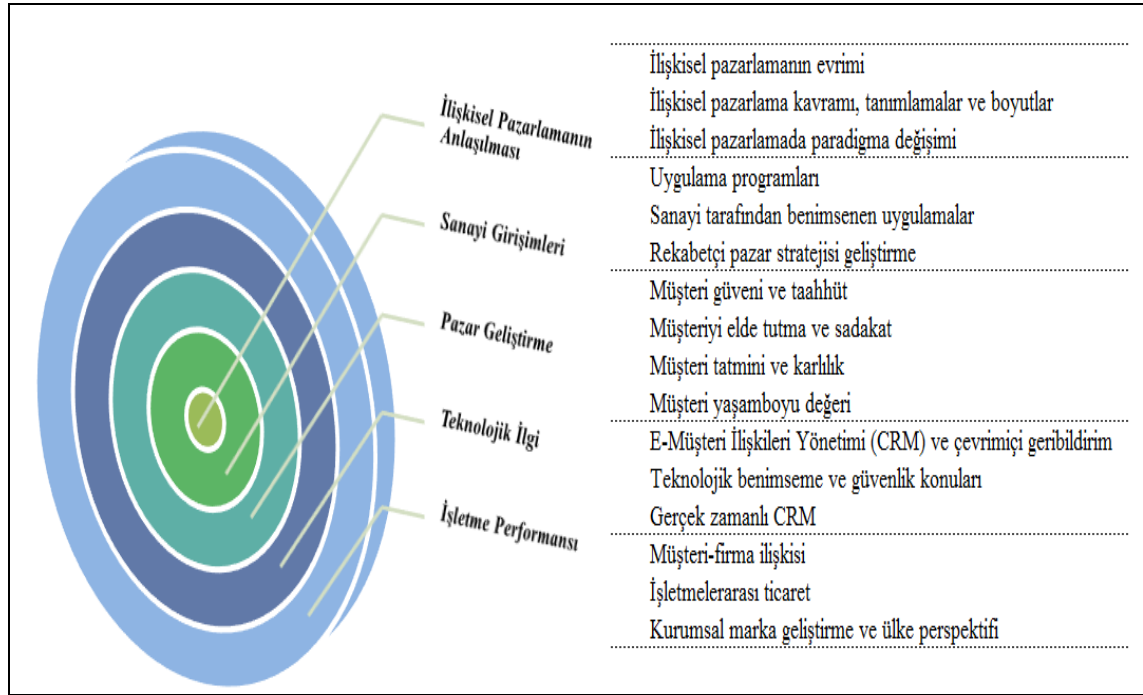 İlişkisel Pazarlamanın
Anlaşılması
İlişkisel pazarlamanın evrimi
İlişkisel pazarlama kavramı, tanımlamalar ve boyutlar
İlişkisel pazarlamada paradigma değişimi
Sanayi Girişimleri
Uygulama programları
Sanayi tarafından benimsenen uygulamalar
Rekabetçi pazar stratejisi geliştirme
Pazar Geliştirme
Müşteri güveni ve taahhüt
Müşteriyi elde tutma ve sadakat
Müşteri tatmini ve karlılık
Müşteri yaşamboyu değeri
Teknolojik İlgi
E-Müşteri İlişkileri Yönetimi (CRM) ve çevrimiçi geribildirim
Teknolojik benimseme ve güvenlik konuları
Gerçek zamanlı CRM
İşletme Performansı
Müşteri-firma ilişkisi
İşletmelerarası ticaret
Kurumsal marka geliştirme ve ülke perspektifi